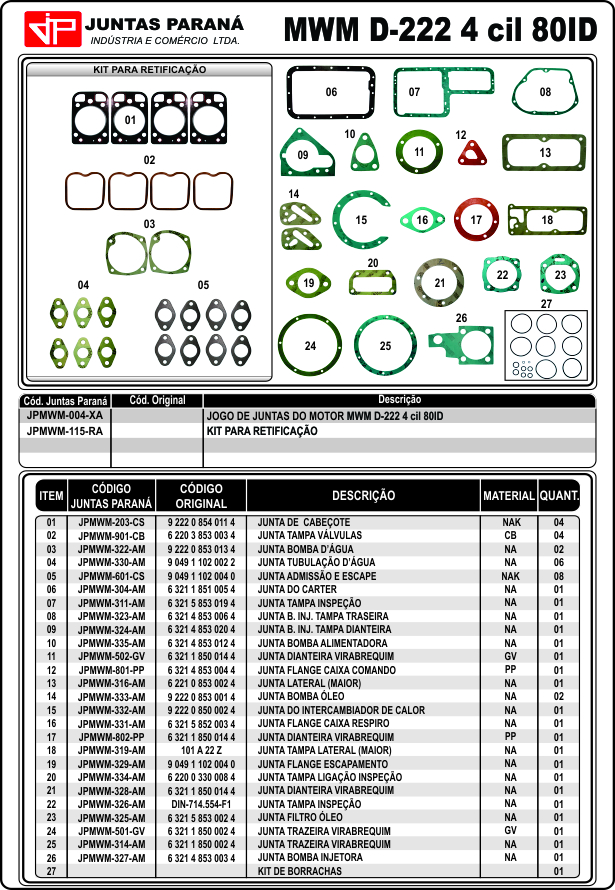 JP JUNTAS PARANÁ
INDÚSTRIA E COMÉRCIO LTDA.
MWM D-222 4 cil 80ID
KIT PARA RETIFICAÇÃO
01
02
03
04
05
06
07
08
09
10
11
12
13
14
15
16
17
18
19
20
21
22
23
24
25
26
27
Cód. Juntas Paraná Cód. Original Descrição
JPMWM-004-XA JOGO DE JUNTAS DO MOTOR MWM D-222 4 cil 80ID
JPMWM-115-RA KIT PARA RETIFICAÇÃO
ITEM CÓDIGO JUNTAS PARANÁ CÓDIGO ORIGINAL DESCRIÇÃO MATERIAL QUANT.
01 JPMWM-203-CS 9 222 0 854 011 4 JUNTA DE CABEÇOTE NAK 04
02 JPMWM-901-CB 6 220 3 853 003 4 JUNTA TAMPA VÁLVULAS CB 04
03 JPMWM-322-AM 9 222 0 853 013 4 JUNTA BOMBA D'ÁGUA NA 02
04 JPMWM-330-AM 9 049 1 102 002 2 JUNTA TUBULAÇÃO D'ÁGUA NA 06
05 JPMWM-601-CS 9 049 1 102 004 0 JUNTA ADMISSÃO E ESCAPE NAK 08
06 JPMWM-304-AM 6 321 1 851 005 4 JUNTA DO CARTER NA 01
07 JPMWM-311-AM 6 321 5 853 019 4 JUNTA TAMPA INSPEÇÃO NA 01
08 JPMWM-323-AM 6 321 4 853 006 4 JUNTA B. INJ. TAMPA TRASEIRA NA 01
09 JPMWM-324-AM 6 321 4 853 020 4 JUNTA B. INJ. TAMPA DIANTEIRA NA 01
10 JPMWM-335-AM 6 321 4 853 012 4 JUNTA BOMBA ALIMENTADORA NA 01
11 JPMWM-502-GV 6 321 1 850 014 4 JUNTA DIANTEIRA VIRABREQUIM GV 01
12 JPMWM-801-PP 6 321 4 853 004 4 JUNTA FLANGE CAIXA COMANDO PP 01
13 JPMWM-316-AM 6 221 0 853 002 4 JUNTA LATERAL (MAIOR) NA 01
14 JPMWM-333-AM 9 222 0 853 001 4 JUNTA BOMBA ÓLEO NA 02
15 JPMWM-332-AM 9 222 0 850 002 4 JUNTA DO INTERCAMBIADOR DE CALOR NA 01
16 JPMWM-331-AM 6 321 5 852 003 4 JUNTA FLANGE CAIXA RESPIRO NA 01
17 JPMWM-802-PP 6 321 1 850 014 4 JUNTA DIANTEIRA VIRABREQUIM PP 01
18 JPMWM-319-AM 101 A 22 Z JUNTA TAMPA LATERAL (MAIOR) NA 01
19 JPMWM-329-AM 9 049 1 102 004 0 JUNTA FLANGE ESCAPAMENTO NA 01
20 JPMWM-334-AM 6 220 0 330 008 4 JUNTA TAMPA LIGAÇÃO INSPEÇÃO NA 01
21 JPMWM-328-AM 6 321 1 850 014 4 JUNTA DIANTEIRA VIRABREQUIM NA 01
22 JPMWM-326-AM DIN-714.554-F1 JUNTA TAMPA INSPEÇÃO NA 01
23 JPMWM-325-AM 6 321 5 853 002 4 JUNTA FILTRO ÓLEO NA 01
24 JPMWM-501-GV 6 321 1 850 002 4 JUNTA TRAZEIRA VIRABREQUIM GV 01
25 JPMWM-314-AM 6 321 1 850 002 4 JUNTA TRAZEIRA VIRABREQUIM NA 01
26 JPMWM-327-AM 6 321 4 853 003 4 JUNTA BOMBA INJETORA NA 01
27 KIT DE BORRACHAS 01